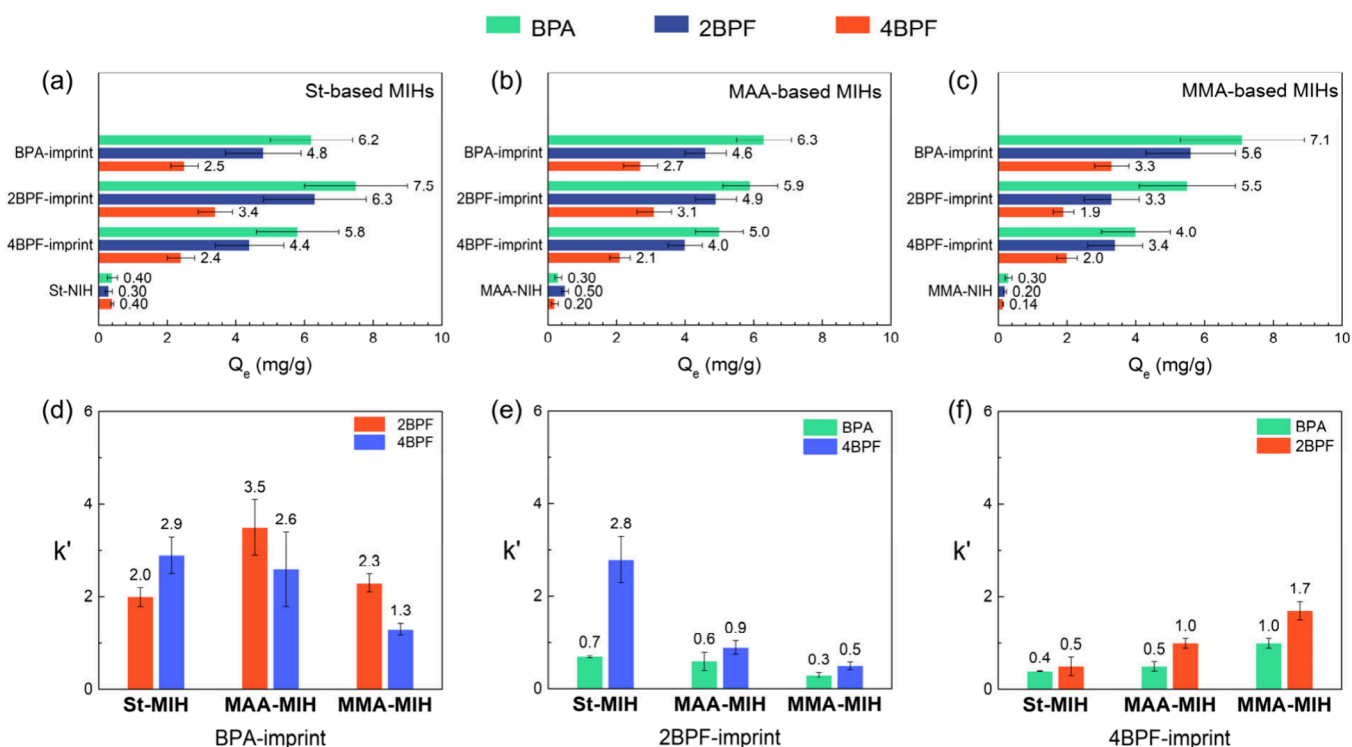 BPA 2BPF 4BPF
(a) St-based MIHs
BPA-imprint
6.2
4.8
2.5
2BPF-imprint
7.5
6.3
3.4
4BPF-imprint
5.8
4.4
2.4
St-NIH
0.40
0.30
0.40
0 2 4 6 8 10
Qe (mg/g)
(b) MAA-based MIHs
BPA-imprint
6.3
4.6
2.7
2BPF-imprint
5.9
4.9
3.1
4BPF-imprint
5.0
4.0
2.1
MAA-NIH
0.30
0.50
0.20
0 2 4 6 8 10
Qe (mg/g)
(c) MMA-based MIHs
BPA-imprint
7.1
5.6
3.3
2BPF-imprint
5.5
3.3
1.9
4BPF-imprint
4.0
3.4
2.0
MMA-NIH
0.30
0.20
0.14
0 2 4 6 8 10
Qe (mg/g)
(d)
2BPF
4BPF
k'
6
4
2
0
2.0 2.9 3.5 2.6 2.3 1.3
St-MIH MAA-MIH MMA-MIH
BPA-imprint
(e)
BPA
4BPF
k'
6
4
2
0
0.7 2.8 0.6 0.9 0.3 0.5
St-MIH MAA-MIH MMA-MIH
2BPF-imprint
(f)
BPA
2BPF
k'
6
4
2
0
0.4 0.5 0.5 1.0 1.0 1.7
St-MIH MAA-MIH MMA-MIH
4BPF-imprint